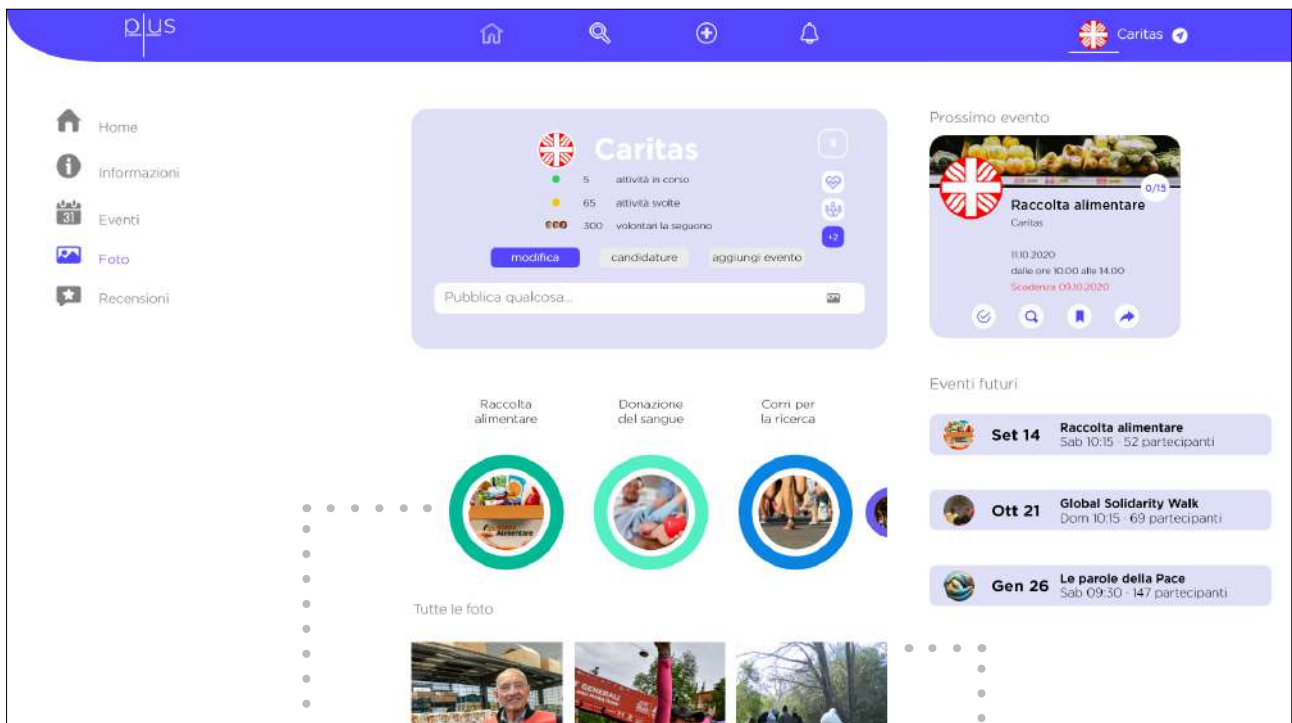 plus
Caritas
Home
Informazioni
31
Eventi
Foto
Recensioni
Caritas
5 attività in corso
65 attività svolte
300 volontari la seguono
+2
modifica candidature aggiungi evento
Pubblica qualcosa...
Raccolta
alimentare
Donazione
del sangue
Corri per
la ricerca
Alimentare
Tutte le foto
GENERALI
Prossimo evento
0/15
Raccolta alimentare
Caritas
11.10.2020
dalle ore 10.00 alle 14.00
Scadenza 09.10.2020
Eventi futuri
Set 14
Raccolta alimentare
Sab 10:15 · 52 partecipanti
Ott 21
Global Solidarity Walk
Dom 10:15 · 69 partecipanti
Gen 26
Le parole della Pace
Sab 09:30 · 147 partecipanti